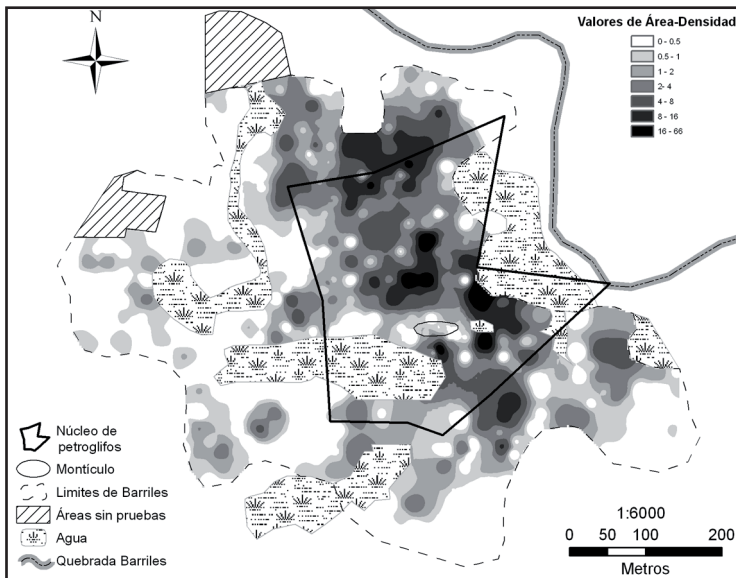 N
Valores de Área-Densidad
0 - 0.5
0.5 - 1
1 - 2
2- 4
4 - 8
8 - 16
16 - 66
Núcleo de
petroglifos
Montículo
Limites de Barriles
Áreas sin pruebas
Agua
Quebrada Barriles
1:6000
0 50 100 200
Metros